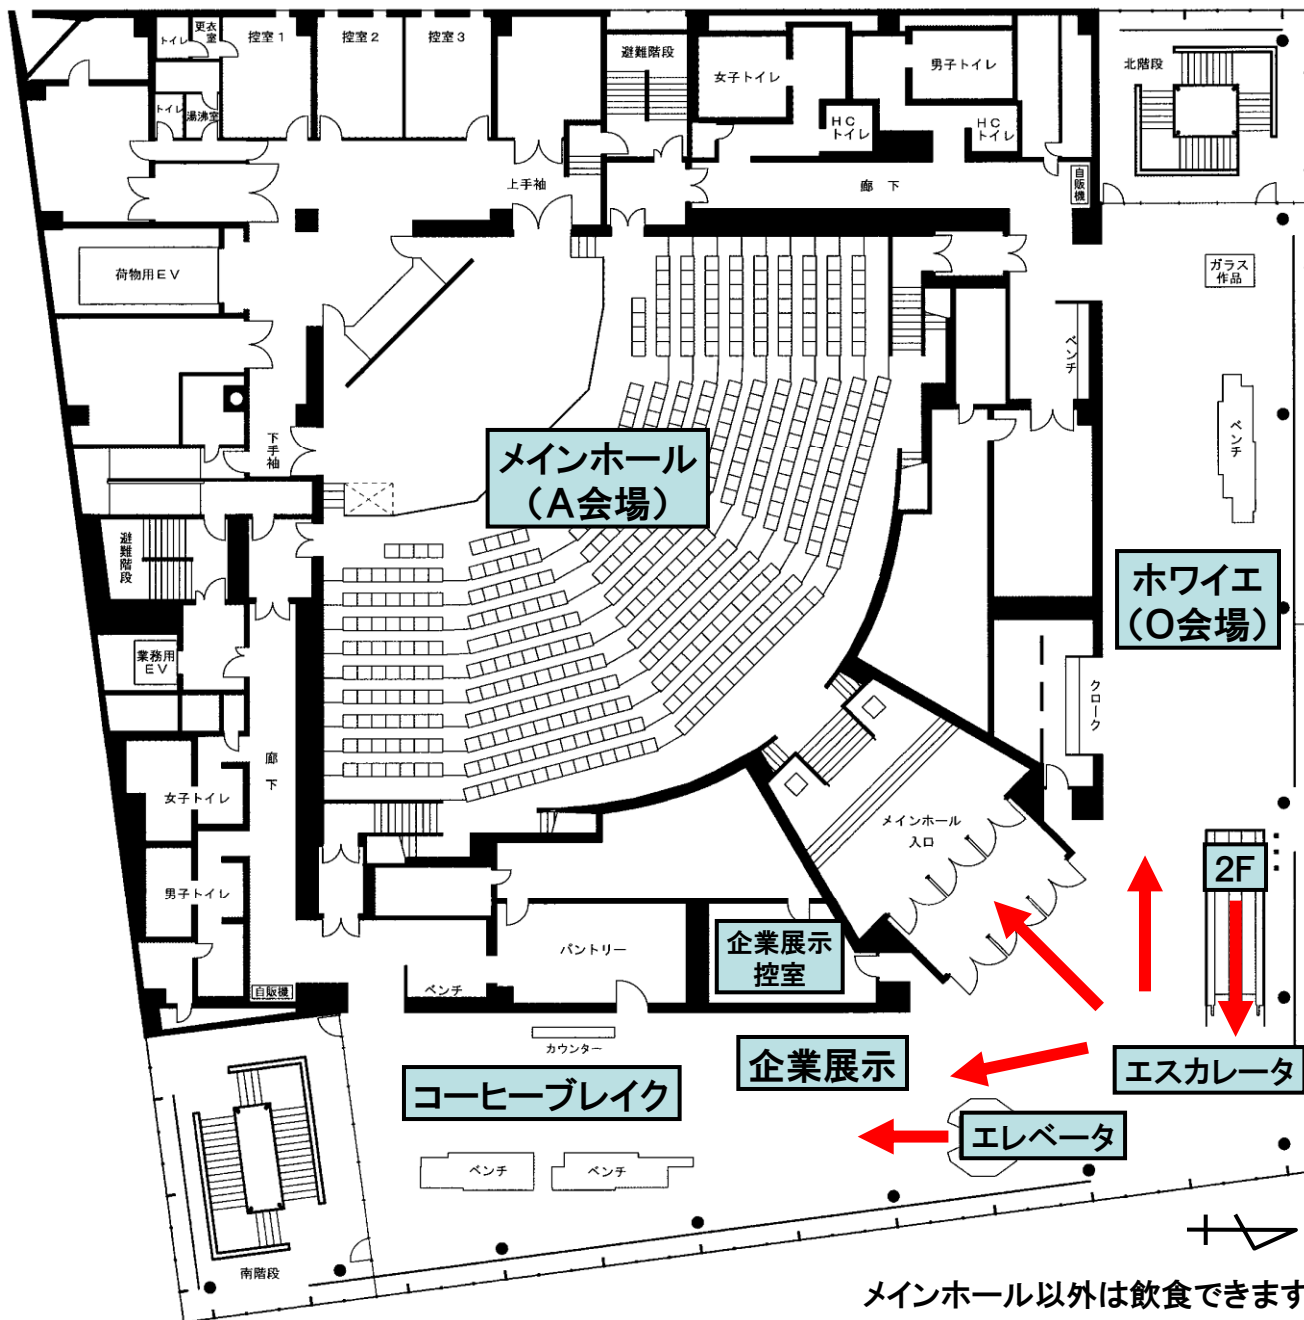 更衣
室
トイレ
控室１
控室２
控室３
避難階段
女子トイレ
男子トイレ
北階段
トイレ
湯沸室
ＨＣ
トイレ
ＨＣ
トイレ
上手袖
廊 下
自販機
荷物用ＥＶ
ガラス
作品
ベンチ
ベンチ
下手袖
メインホール
（Ａ会場）
避難階段
ホワイエ
（Ｏ会場）
業務用
ＥＶ
クローク
廊下
女子トイレ
メインホール
入口
2F
男子トイレ
企業展示
控室
パントリー
ベンチ
自販機
カウンター
企業展示
エスカレータ
コーヒーブレイク
エレベータ
ベンチ
ベンチ
南階段
メインホール以外は飲食できます